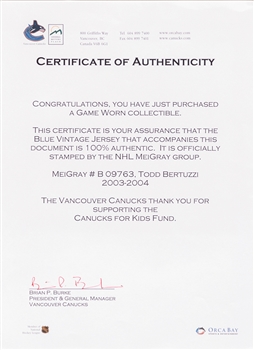 CERTIFICATE OF AUTHENTICITY
CONGRATULATIONS, YOU HAVE JUST PURCHASED
A GAME WORN COLLECTIBLE.
THIS CERTIFICATE IS YOUR ASSURANCE THAT THE
BLUE VINTAGE JERSEY THAT ACCOMPANIES THIS
DOCUMENT IS 100% AUTHENTIC. IT IS OFFICIALLY
STAMPED BY THE NHL MEIGRAY GROUP.
MEIGRAY # B 09763, TODD BERTUZZI
2003-2004
THE VANCOUVER CANUCKS THANK YOU FOR
SUPPORTING THE
CANUCKS FOR KIDS FUND.
BRIAN P. BURKE
PRESIDENT & GENERAL MANAGER
VANCOUVER CANUCKS
ORCA BAY